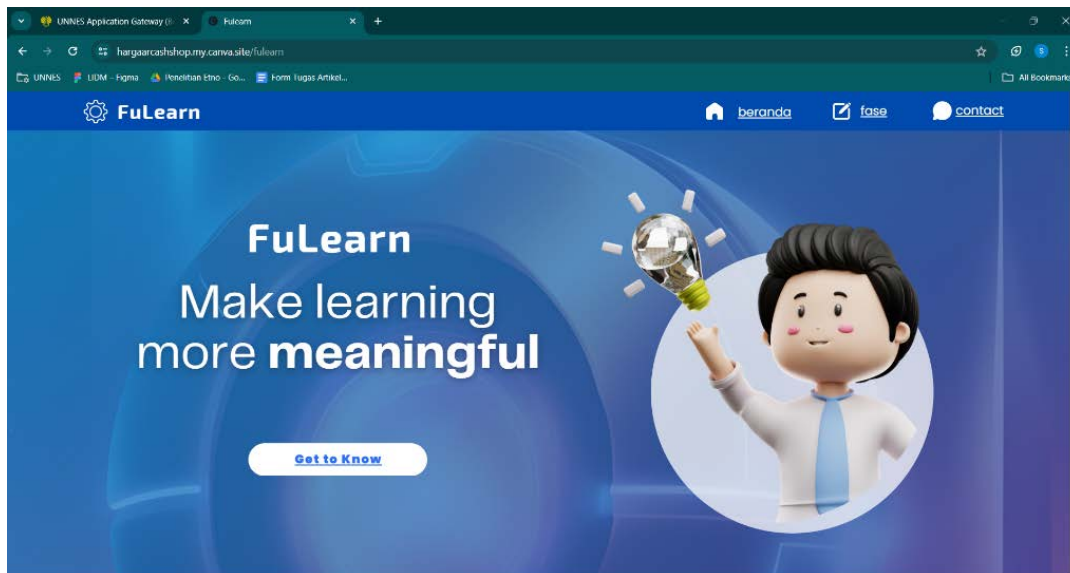 UNNES Application Gateway (
Fulearn
hargaarcashshop.my.canva.site/fulearn
UNNES
LIDM - Figma
Penelitian Etno - Go...
Form Tugas Artikel...
All Bookmarks
FuLearn
beranda
fase
contact
FuLearn
Make learning
more meaningful
Get to Know